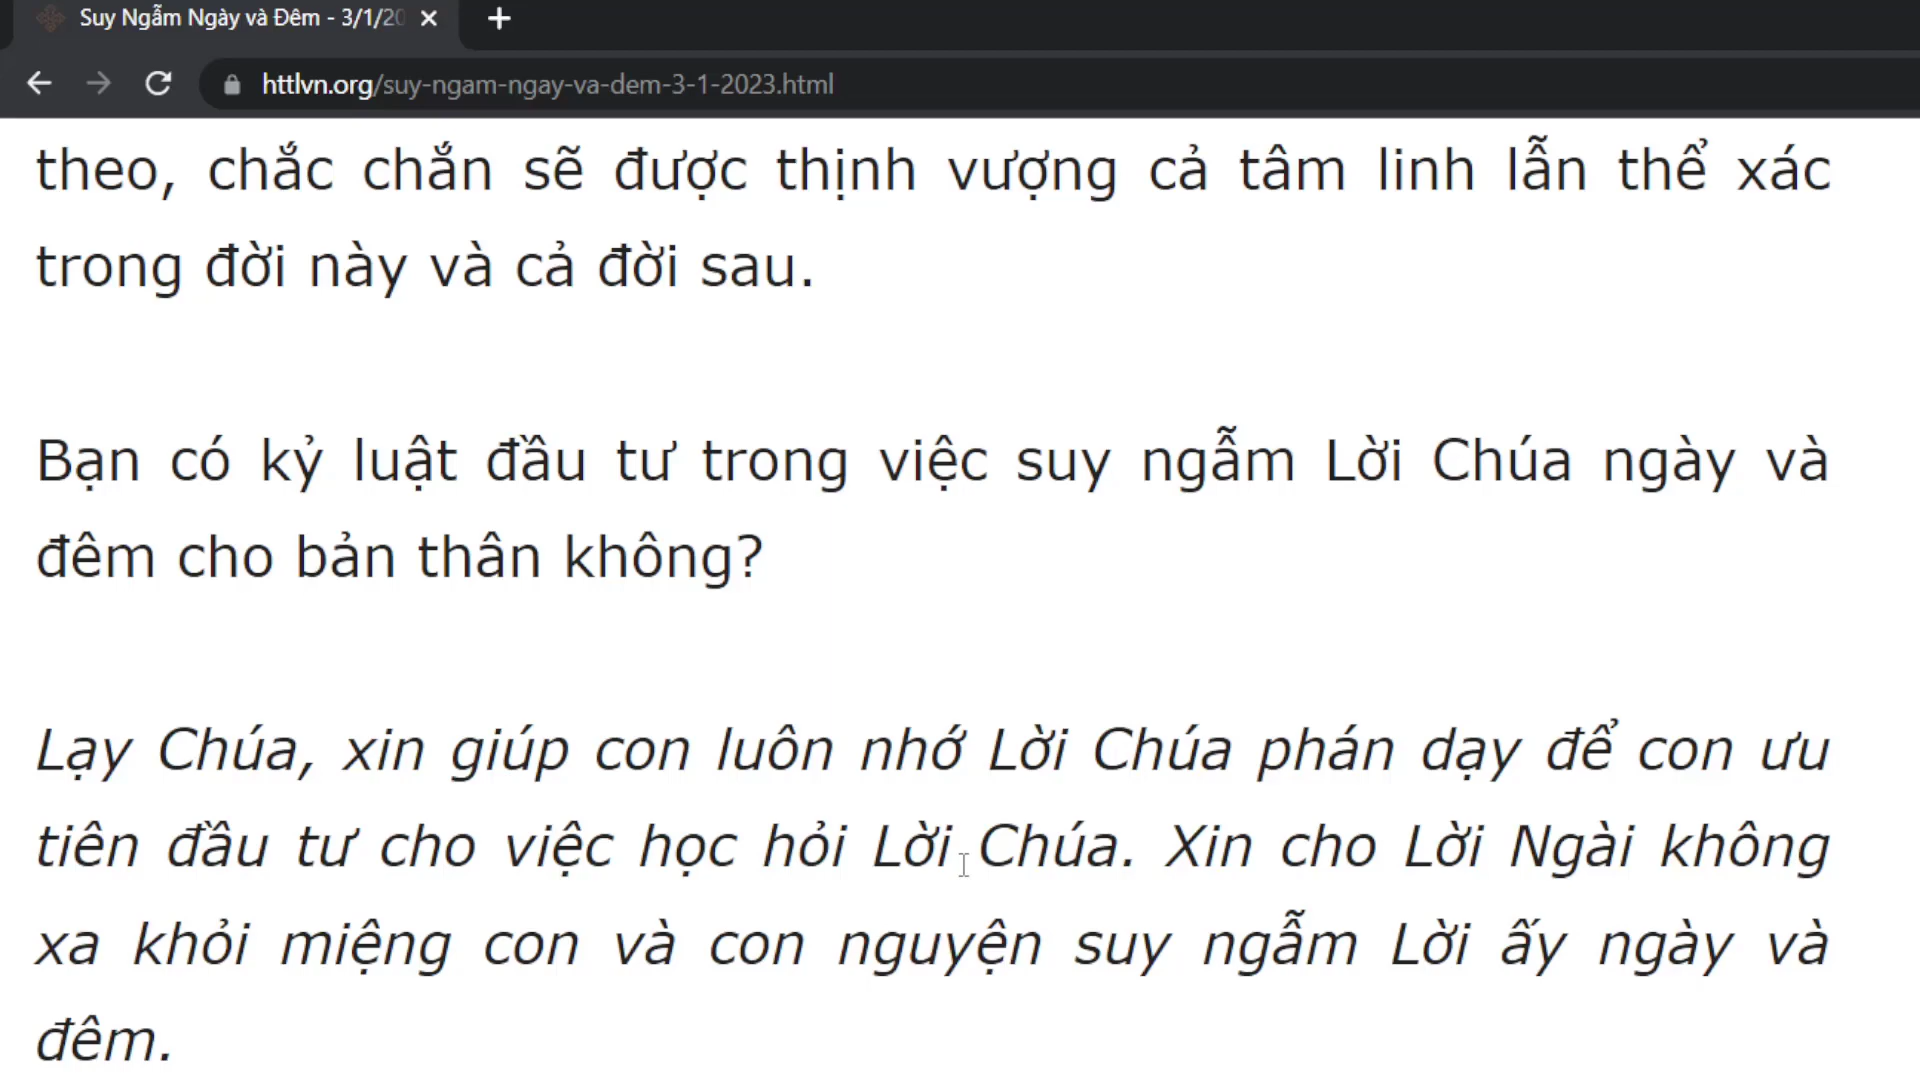 Suy Ngẫm Ngày và Đêm - 3/1/20
httlvn.org/suy-ngam-ngay-va-dem-3-1-2023.html
theo, chắc chắn sẽ được thịnh vượng cả tâm linh lẫn thể xác
trong đời này và cả đời sau.
Bạn có kỷ luật đầu tư trong việc suy ngẫm Lời Chúa ngày và
đêm cho bản thân không?
Lạy Chúa, xin giúp con luôn nhớ Lời Chúa phán dạy để con ưu
tiên đầu tư cho việc học hỏi Lời Chúa. Xin cho Lời Ngài không
xa khỏi miệng con và con nguyện suy ngẫm Lời ấy ngày và
đêm.